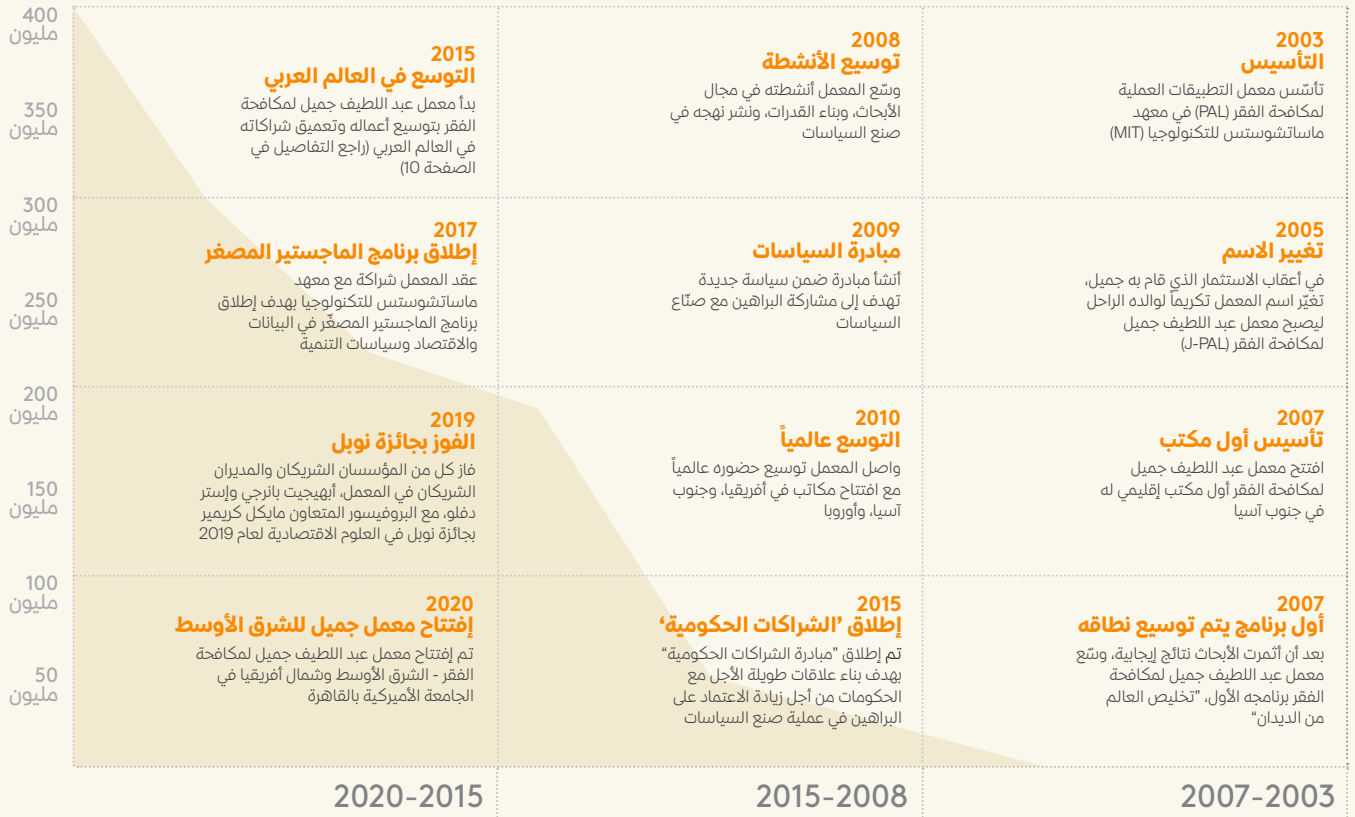 2003
التأسيس
تأسّس معمل التطبيقات العملية
لمكافحة الفقر (PAL) في معهد
ماساتشوستس للتكنولوجيا (MIT)
2005
تغيير الاسم
في أعقاب الاستثمار الذي قام به جميل،
تغيّر اسم المعمل تكريماً لوالده الراحل
ليصبح معمل عبد اللطيف جميل
لمكافحة الفقر (J-PAL)
2007
تأسيس أول مكتب
افتتح معمل عبد اللطيف جميل
لمكافحة الفقر أول مكتب إقليمي له
في جنوب آسيا
2007
أول برنامج يتم توسيع نطاقه
بعد أن أثمرت الأبحاث نتائج إيجابية، وسّع
معمل عبد اللطيف جميل لمكافحة
الفقر برنامجه الأول، ”تخليص العالم
من الديدان“
2007-2003
2008
توسيع الأنشطة
وسّع المعمل أنشطته في مجال
الأبحاث، وبناء القدرات، ونشر نهجه في
صنع السياسات
2009
مبادرة السياسات
أنشأ مبادرة ضمن سياسة جديدة
تهدف إلى مشاركة البراهين مع صنّاع
السياسات
2010
التوسع عالمياً
واصل المعمل توسيع حضوره عالمياً
مع افتتاح مكاتب في أفريقيا، وجنوب
آسيا، وأوروبا
2015
إطلاق ’الشراكات الحكومية‘
تم إطلاق ”مبادرة الشراكات الحكومية“
بهدف بناء علاقات طويلة الأجل مع
الحكومات من أجل زيادة الاعتماد على
البراهين في عملية صنع السياسات
2015-2008
2015
التوسع في العالم العربي
بدأ معمل عبد اللطيف جميل لمكافحة
الفقر بتوسيع أعماله وتعميق شراكاته
في العالم العربي (راجع التفاصيل في
الصفحة 10)
2017
إطلاق برنامج الماجستير المصغر
عقد المعمل شراكة مع معهد
ماساتشوستس للتكنولوجيا بهدف إطلاق
برنامج الماجستير المصغّر في البيانات
والاقتصاد وسياسات التنمية
2019
الفوز بجائزة نوبل
فاز كل من المؤسسان الشريكان والمديران
الشريكان في المعمل، أبهيجيت بانرجي وإستر
دفلو، مع البروفيسور المتعاون مايكل كريمير
بجائزة نوبل في العلوم الاقتصادية لعام 2019
2020
إفتتاح معمل جميل للشرق الأوسط
تم إفتتاح معمل عبد اللطيف جميل لمكافحة
الفقر - الشرق الأوسط وشمال أفريقيا في
الجامعة الأميركية بالقاهرة
2020-2015
400
مليون
350
مليون
300
مليون
250
مليون
200
مليون
150
مليون
100
مليون
50
مليون